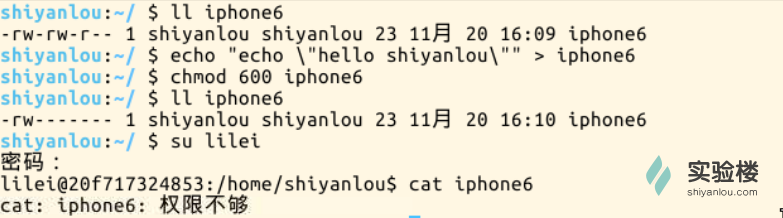 shiyanlou:~/ $ ll iphone6
-rw-rw-r-- 1 shiyanlou shiyanlou 23 11月 20 16:09 iphone6
shiyanlou:~/ $ echo "echo \"hello shiyanlou\"" > iphone6
shiyanlou:~/ $ chmod 600 iphone6
shiyanlou:~/ $ ll iphone6
-rw------- 1 shiyanlou shiyanlou 23 11月 20 16:10 iphone6
shiyanlou:~/ $ su lilei
密码：
lilei@20f717324853:/home/shiyanlou$ cat iphone6
cat: iphone6: 权限不够
实验楼
shiyanlou.com